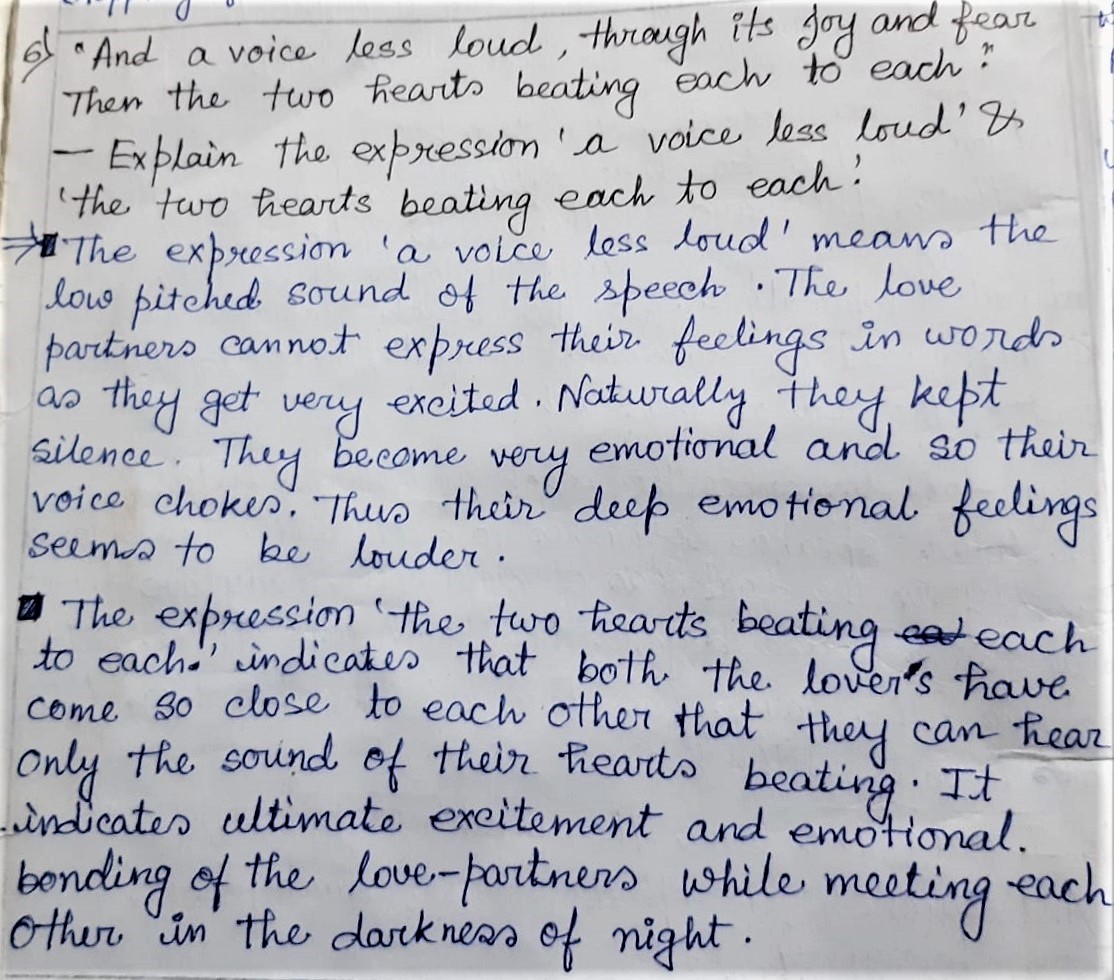 6) "And a voice less loud, through its joy and fear
Then the two hearts beating each to each."
— Explain the expression 'a voice less loud' &
'the two hearts beating each to each.'
⇒ The expression 'a voice less loud' means the
low pitched sound of the speech. The love
partners cannot express their feelings in words
as they get very excited. Naturally they kept
silence. They become very emotional and so their
voice chokes. Thus their deep emotional feelings
seems to be louder.
The expression 'the two hearts beating each
to each.' indicates that both the lover's have
come so close to each other that they can hear
only the sound of their hearts beating. It
indicates ultimate excitement and emotional.
bonding of the love-partners while meeting each
other in the darkness of night.